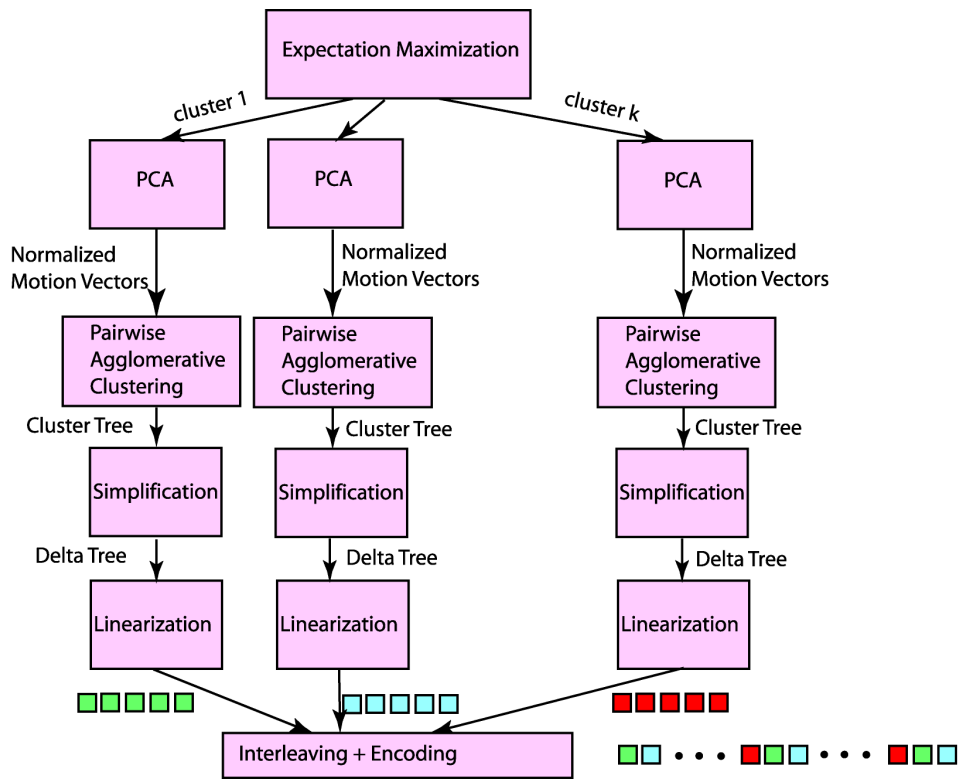 Expectation Maximization
cluster 1
cluster k
PCA
PCA
PCA
Normalized
Motion Vectors
Normalized
Motion Vectors
Normalized
Motion Vectors
Pairwise
Agglomerative
Clustering
Pairwise
Agglomerative
Clustering
Pairwise
Agglomerative
Clustering
Cluster Tree
Cluster Tree
Cluster Tree
Simplification
Simplification
Simplification
Delta Tree
Delta Tree
Delta Tree
Linearization
Linearization
Linearization
Interleaving + Encoding